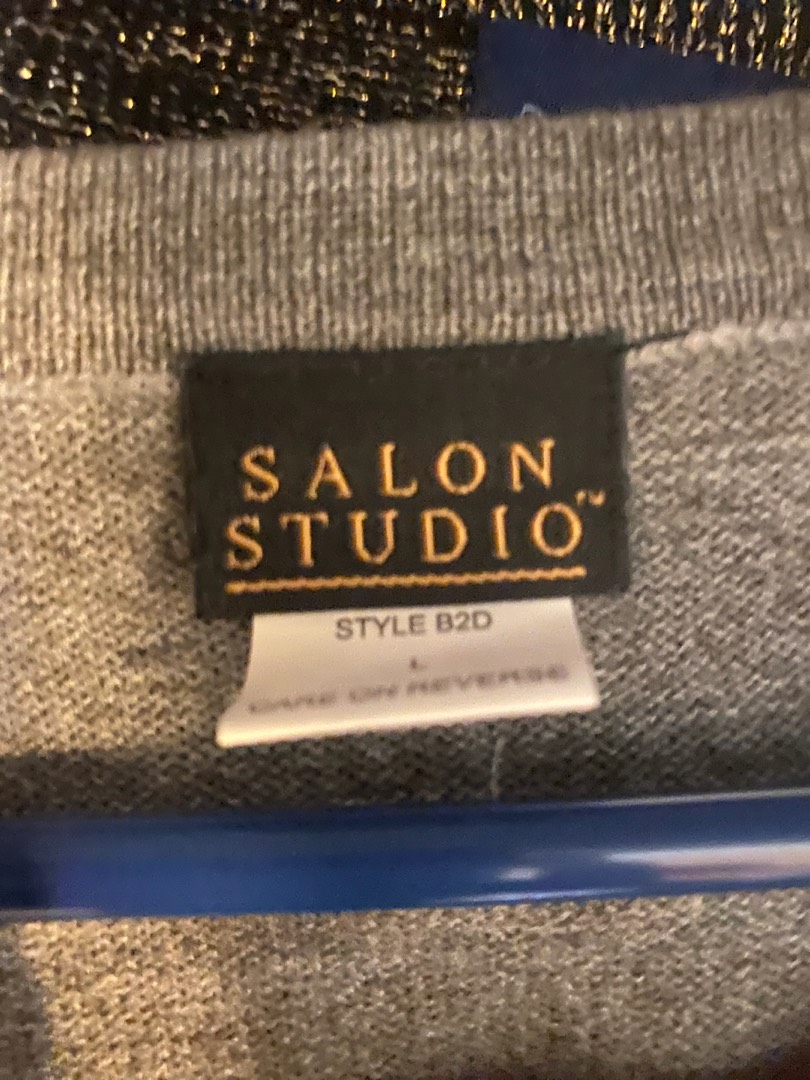 SALON
STUDIO™
STYLE B2D
L
CARE ON REVERSE